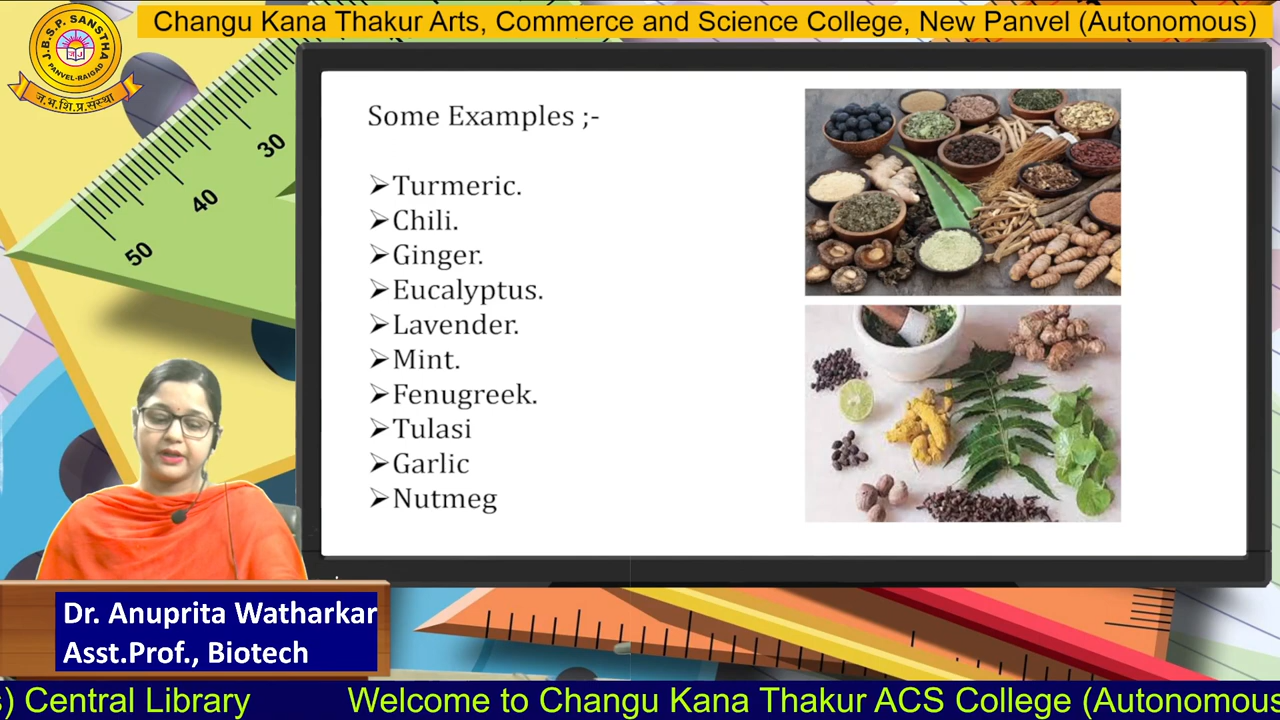 Changu Kana Thakur Arts, Commerce and Science College, New Panvel (Autonomous)
J.B.S.P. SANSTHA
PANVEL-RAIGAD
ज.भ.शि.प्र.संस्था
30
40
50
Some Examples ;-
➢Turmeric.
➢Chili.
➢Ginger.
➢Eucalyptus.
➢Lavender.
➢Mint.
➢Fenugreek.
➢Tulasi
➢Garlic
➢Nutmeg
Dr. Anuprita Watharkar
Asst.Prof., Biotech
s) Central Library Welcome to Changu Kana Thakur ACS College (Autonomous